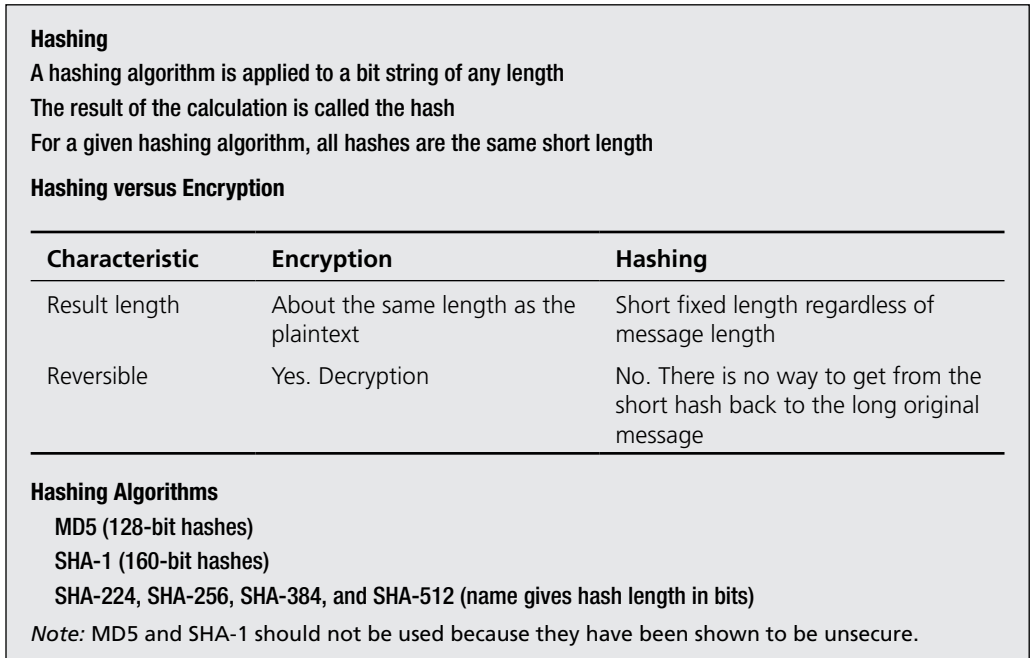 Hashing
A hashing algorithm is applied to a bit string of any length
The result of the calculation is called the hash
For a given hashing algorithm, all hashes are the same short length
Hashing versus Encryption
Characteristic Encryption Hashing
Result length About the same length as the Short fixed length regardless of
plaintext message length
Reversible Yes. Decryption No. There is no way to get from the
short hash back to the long original
message
Hashing Algorithms
MD5 (128-bit hashes)
SHA-1 (160-bit hashes)
SHA-224, SHA-256, SHA-384, and SHA-512 (name gives hash length in bits)
Note: MD5 and SHA-1 should not be used because they have been shown to be unsecure.